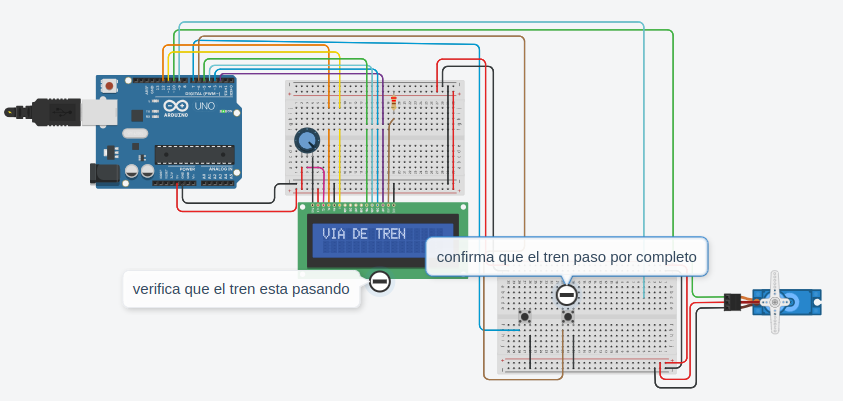 DIGITAL (PWM~)
UNO
ARDUINO
POWER
ANALOG IN
VIA DE TREN
confirma que el tren paso por completo
verifica que el tren esta pasando